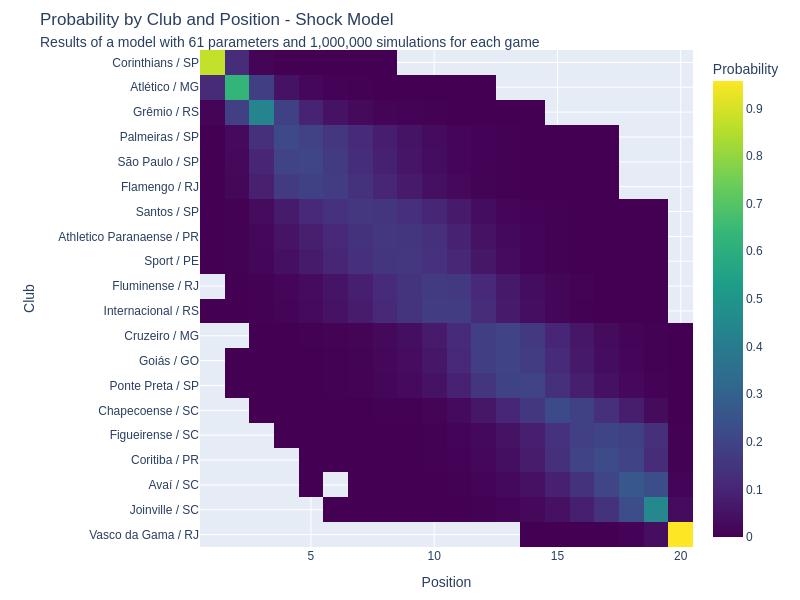 Probability by Club and Position - Shock Model
Results of a model with 61 parameters and 1,000,000 simulations for each game
Probability
Club
Corinthians / SP
Atlético / MG
Grêmio / RS
Palmeiras / SP
São Paulo / SP
Flamengo / RJ
Santos / SP
Athletico Paranaense / PR
Sport / PE
Fluminense / RJ
Internacional / RS
Cruzeiro / MG
Goiás / GO
Ponte Preta / SP
Chapecoense / SC
Figueirense / SC
Coritiba / PR
Avaí / SC
Joinville / SC
Vasco da Gama / RJ
0.9
0.8
0.7
0.6
0.5
0.4
0.3
0.2
0.1
0
5
10
15
20
Position